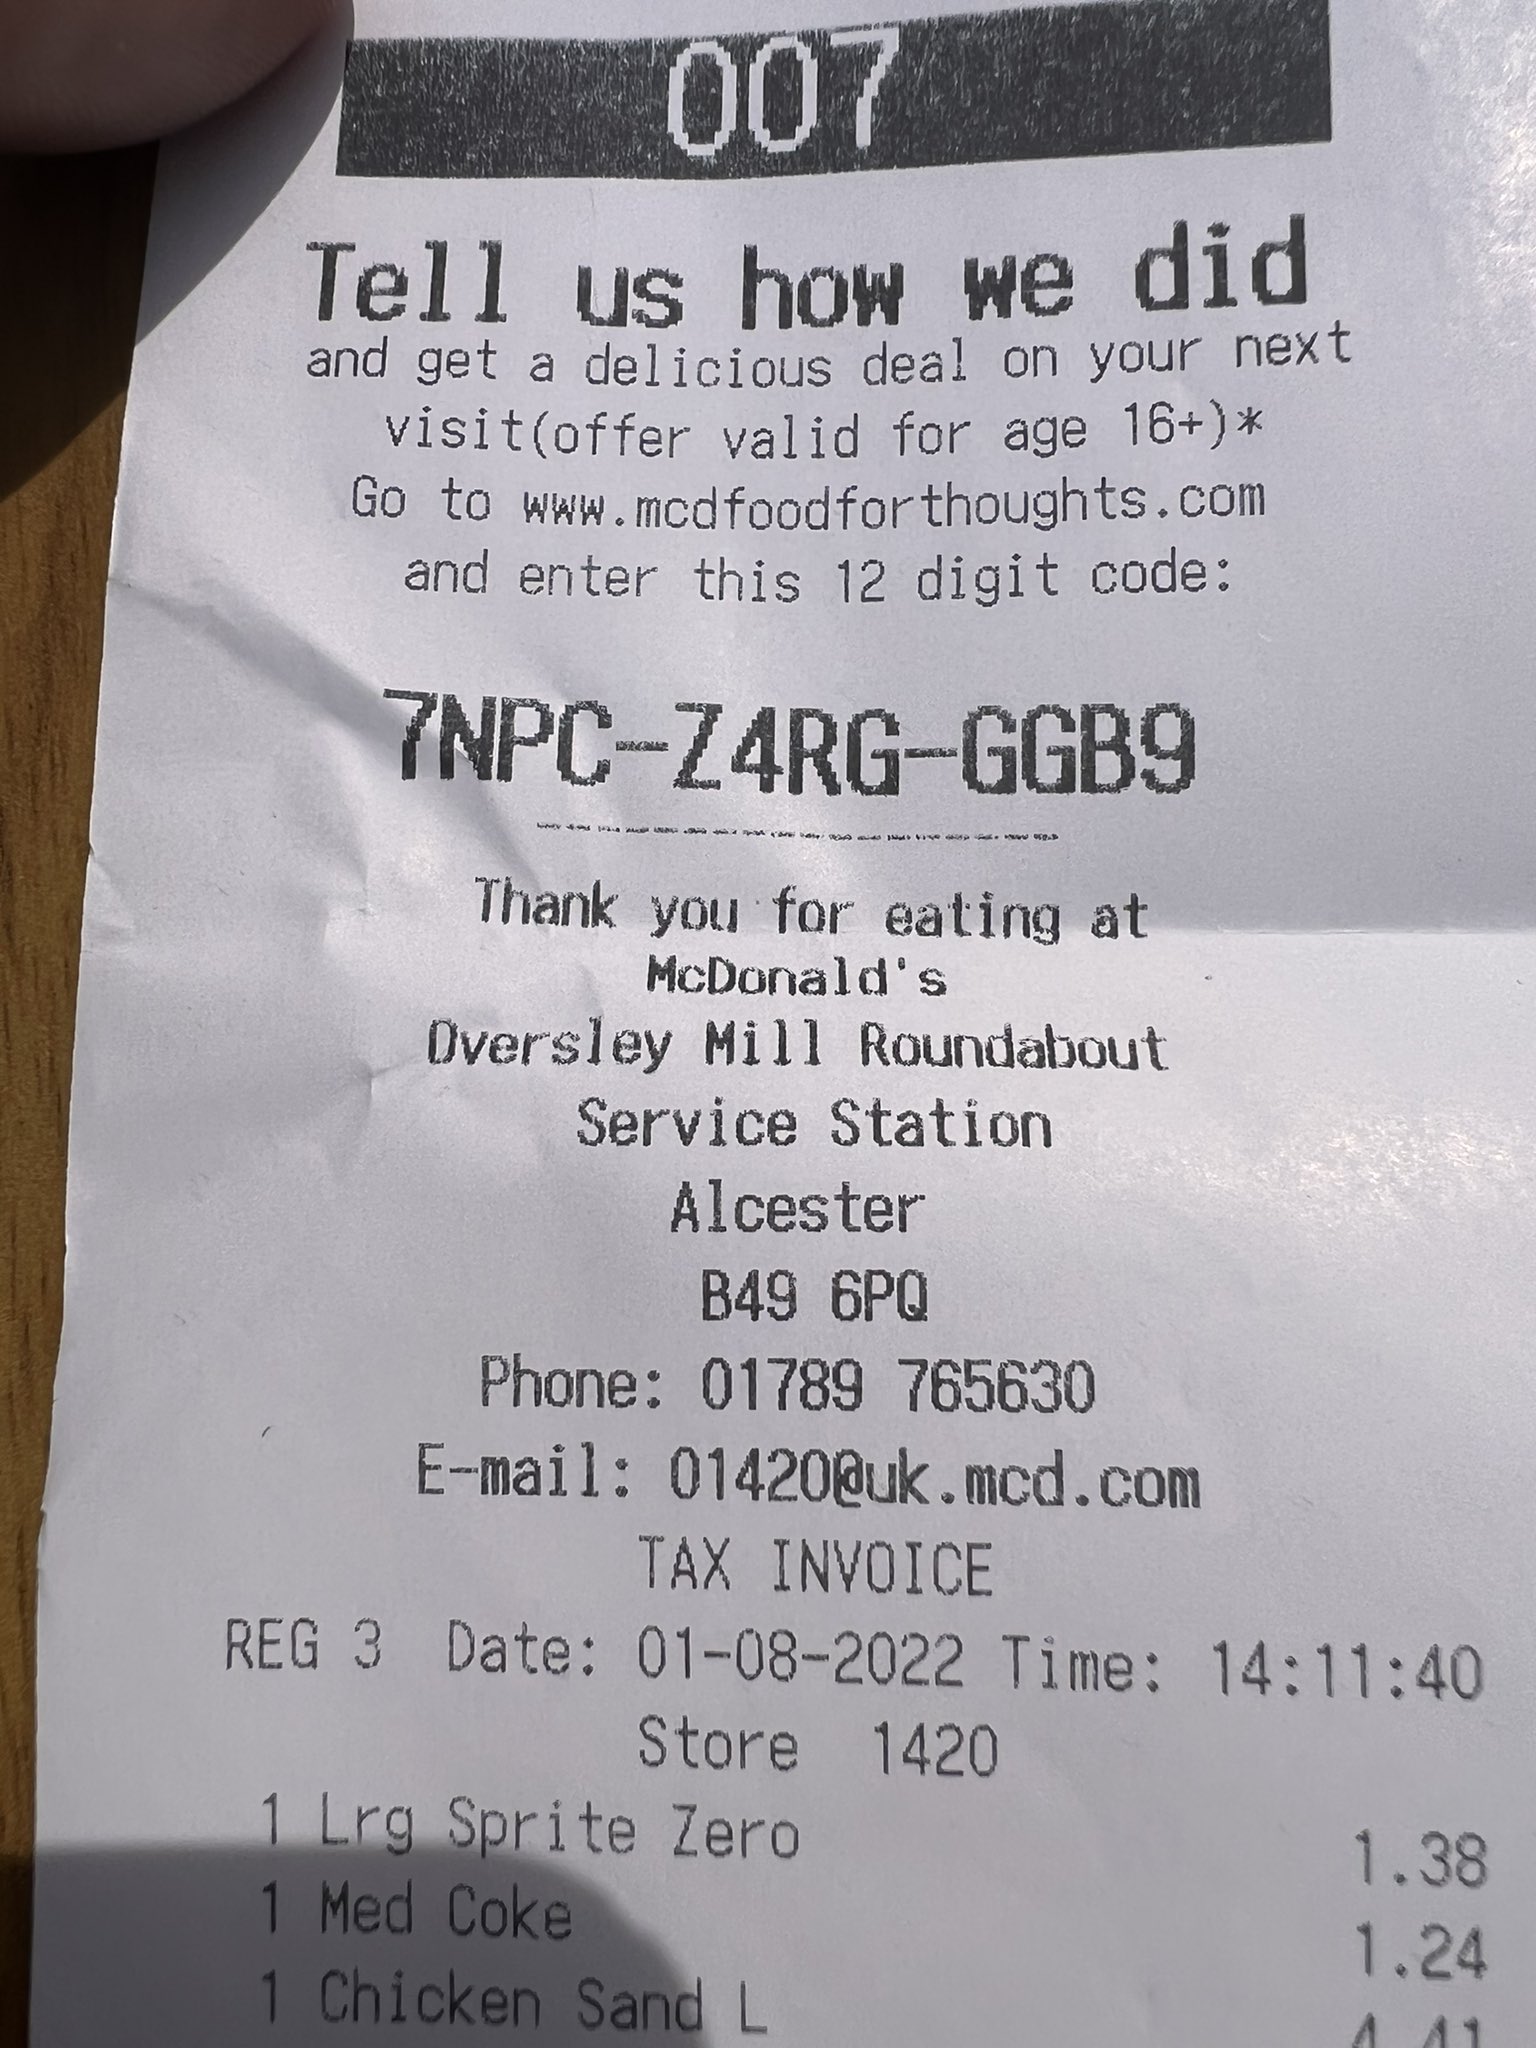 007
Tell us how we did
and get a delicious deal on your next
visit(offer valid for age 16+)*
Go to www.mcdfoodforthoughts.com
and enter this 12 digit code:
7NPC-Z4RG-GGB9
Thank you for eating at
McDonald's
Oversley Mill Roundabout
Service Station
Alcester
B49 6PQ
Phone: 01789 765630
E-mail: 01420@uk.mcd.com
TAX INVOICE
REG 3 Date: 01-08-2022 Time: 14:11:40
Store 1420
1 Lrg Sprite Zero 1.38
1 Med Coke 1.24
1 Chicken Sand L 4.41